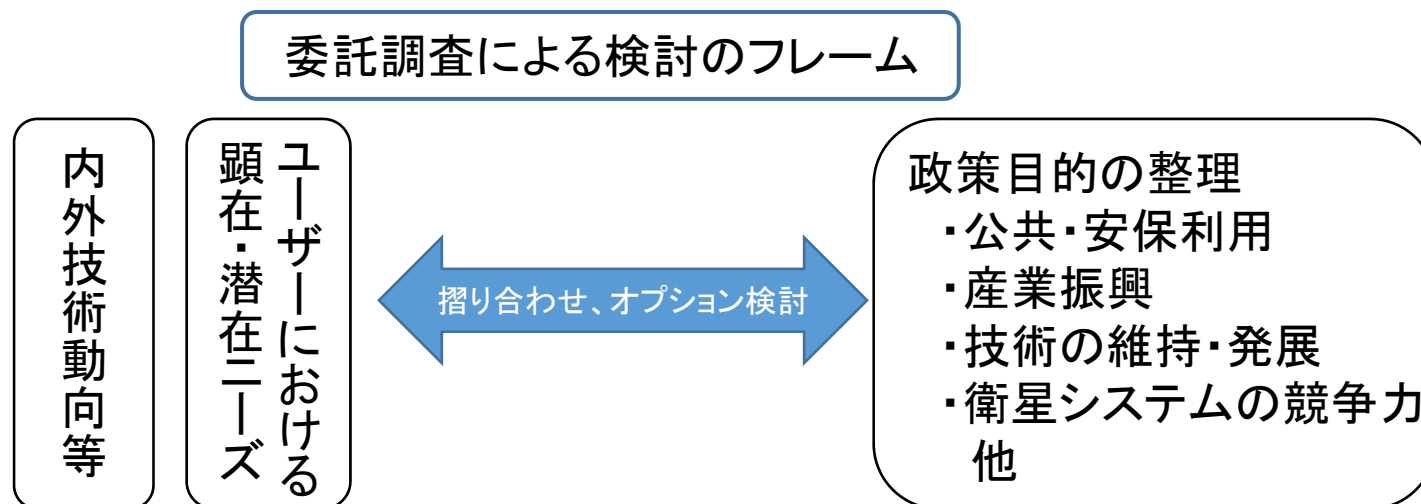 委託調査による検討のフレーム
内外技術動向等
ユーザーにおける
顕在・潜在ニーズ
摺り合わせ、オプション検討
政策目的の整理
・公共・安保利用
・産業振興
・技術の維持・発展
・衛星システムの競争力
他